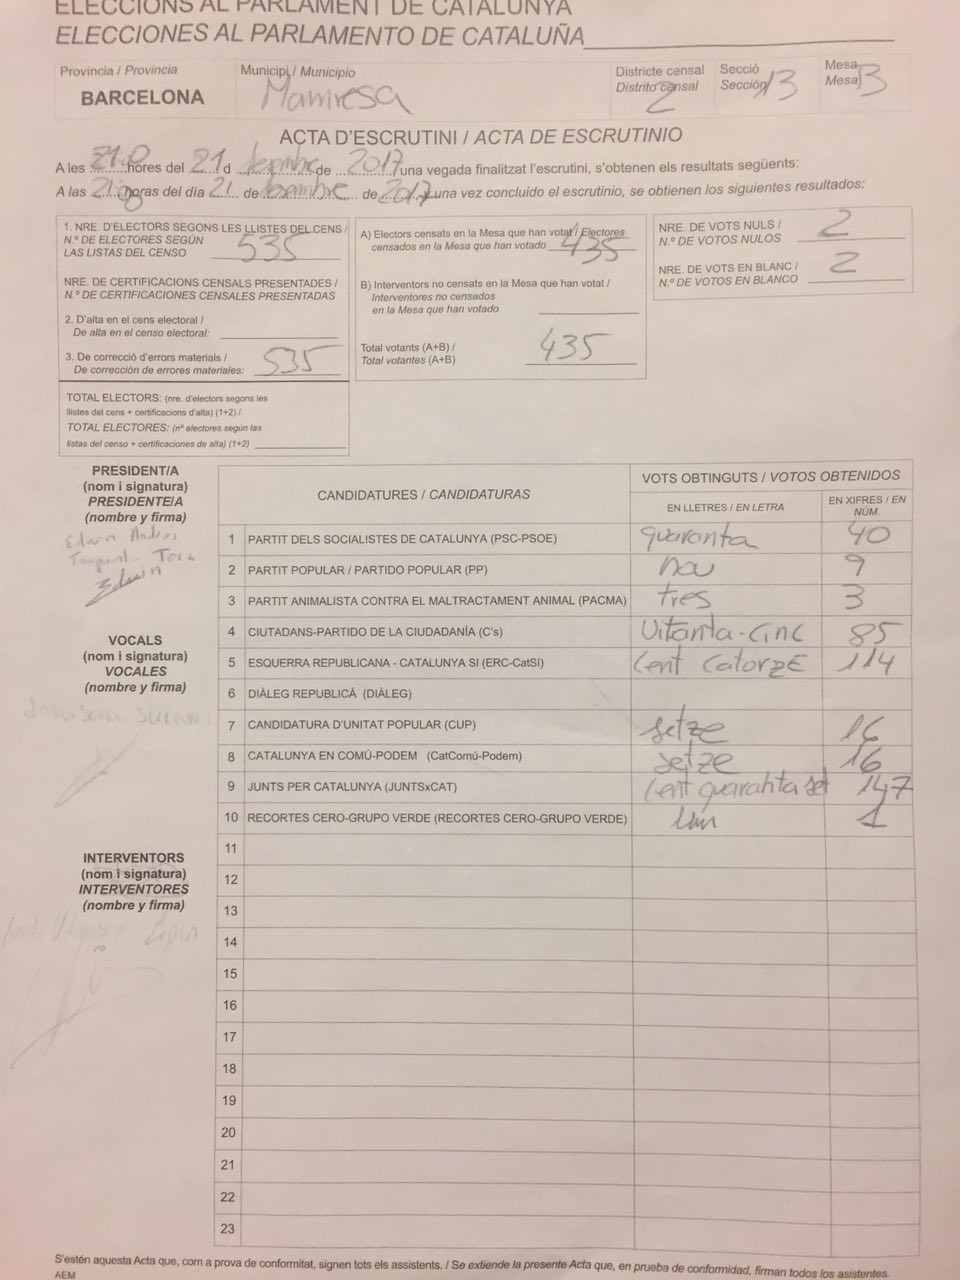 ELECCIONS AL PARLAMENT DE CATALUNYA
ELECCIONES AL PARLAMENTO DE CATALUÑA
Província / Provincia
BARCELONA
Municipi / Municipio
Manresa
Districte censal
Distrito censal
2
Secció
Sección
13
Mesa
Mesa
B
ACTA D'ESCRUTINI / ACTA DE ESCRUTINIO
A les 21:0 hores del 21 d desembre de 2017 una vegada finalitzat l'escrutini, s'obtenen els resultats següents:
A las horas del día 21 de desembre de 2017 y una vez concluido el escrutinio, se obtienen los siguientes resultados:
1. NRE. D'ELECTORS SEGONS LES LLISTES DEL CENS /
N.º DE ELECTORES SEGÚN
LAS LISTAS DEL CENSO 535
NRE. DE CERTIFICACIONS CENSALS PRESENTADES /
N.º DE CERTIFICACIONES CENSALES PRESENTADAS
2. D'alta en el cens electoral /
De alta en el censo electoral:
3. De correcció d'errors materials /
De corrección de errores materiales: 535
TOTAL ELECTORS: (nre. d'electors segons les
llistes del cens + certificacions d'alta) (1+2) /
TOTAL ELECTORES: (nº electores según las
listas del censo + certificaciones de alta) (1+2)
A) Electors censats en la Mesa que han votat / Electores
censados en la Mesa que han votado 435
B) Interventors no censats en la Mesa que han votat /
Interventores no censados
en la Mesa que han votado
Total votants (A+B) /
Total votantes (A+B) 435
NRE. DE VOTS NULS /
N.º DE VOTOS NULOS 2
NRE. DE VOTS EN BLANC /
N.º DE VOTOS EN BLANCO 2
PRESIDENT/A
(nom i signatura)
PRESIDENTE/A
(nombre y firma)
Edwin
Edwin
VOCALS
(nom i signatura)
VOCALES
(nombre y firma)
INTERVENTORS
(nom i signatura)
INTERVENTORES
(nombre y firma)
CANDIDATURES / CANDIDATURAS
VOTS OBTINGUTS / VOTOS OBTENIDOS
EN LLETRES / EN LETRA
EN XIFRES / EN
NÚM.
1 PARTIT DELS SOCIALISTES DE CATALUNYA (PSC-PSOE) quaranta 40
2 PARTIT POPULAR / PARTIDO POPULAR (PP) nou 9
3 PARTIT ANIMALISTA CONTRA EL MALTRACTAMENT ANIMAL (PACMA) tres 3
4 CIUTADANS-PARTIDO DE LA CIUDADANÍA (C's) Vitanta-cinc 85
5 ESQUERRA REPUBLICANA - CATALUNYA SI (ERC-CatSI) Cent CatorzE 114
6 DIÀLEG REPUBLICÀ (DIÀLEG)
7 CANDIDATURA D'UNITAT POPULAR (CUP) setze 16
8 CATALUNYA EN COMÚ-PODEM (CatComú-Podem) setze 16
9 JUNTS PER CATALUNYA (JUNTSxCAT) Cent quaranta set 147
10 RECORTES CERO-GRUPO VERDE (RECORTES CERO-GRUPO VERDE) Un 1
11
12
13
14
15
16
17
18
19
20
21
22
23
S'estén aquesta Acta que, com a prova de conformitat, signen tots els assistents. / Se extiende la presente Acta que, en prueba de conformidad, firman todos los asistentes.
AEM